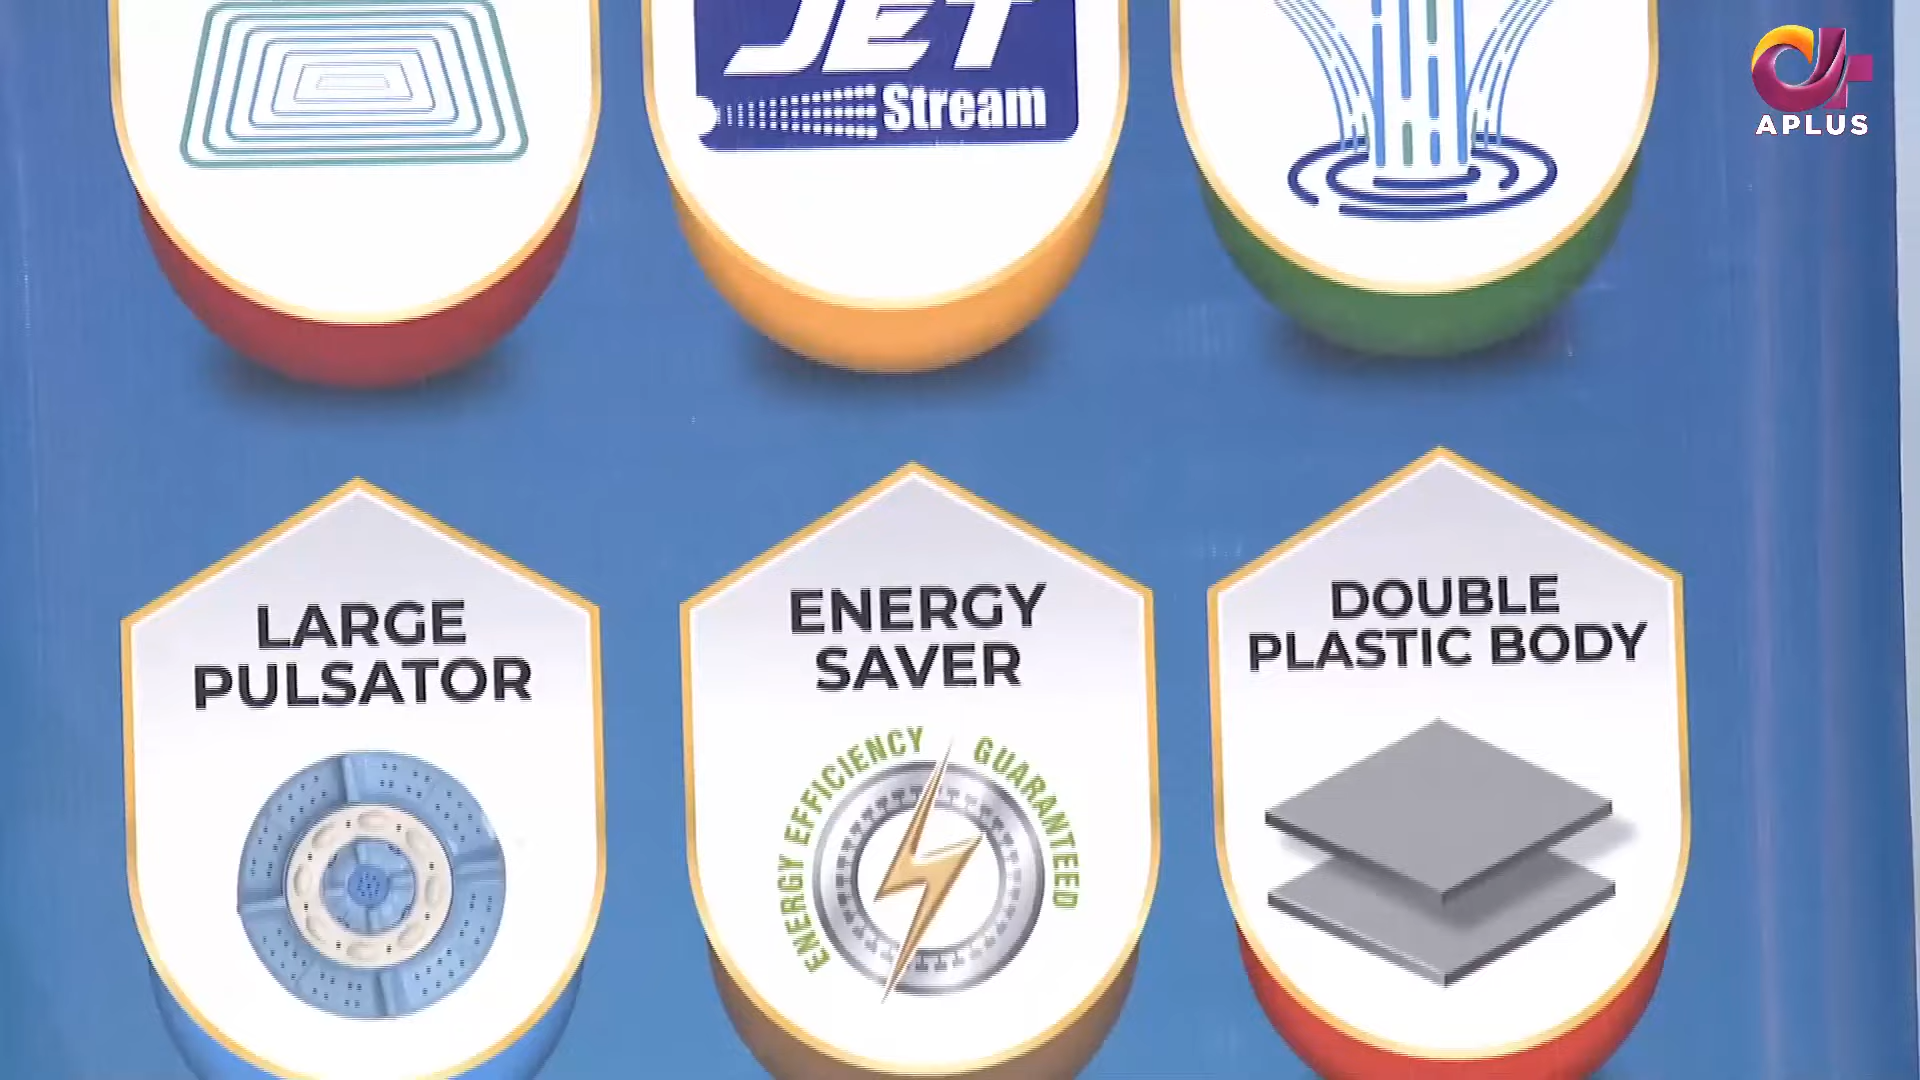 JET
Stream
APLUS
LARGE
PULSATOR
ENERGY
SAVER
ENERGY EFFICIENCY GUARANTEED
DOUBLE
PLASTIC BODY